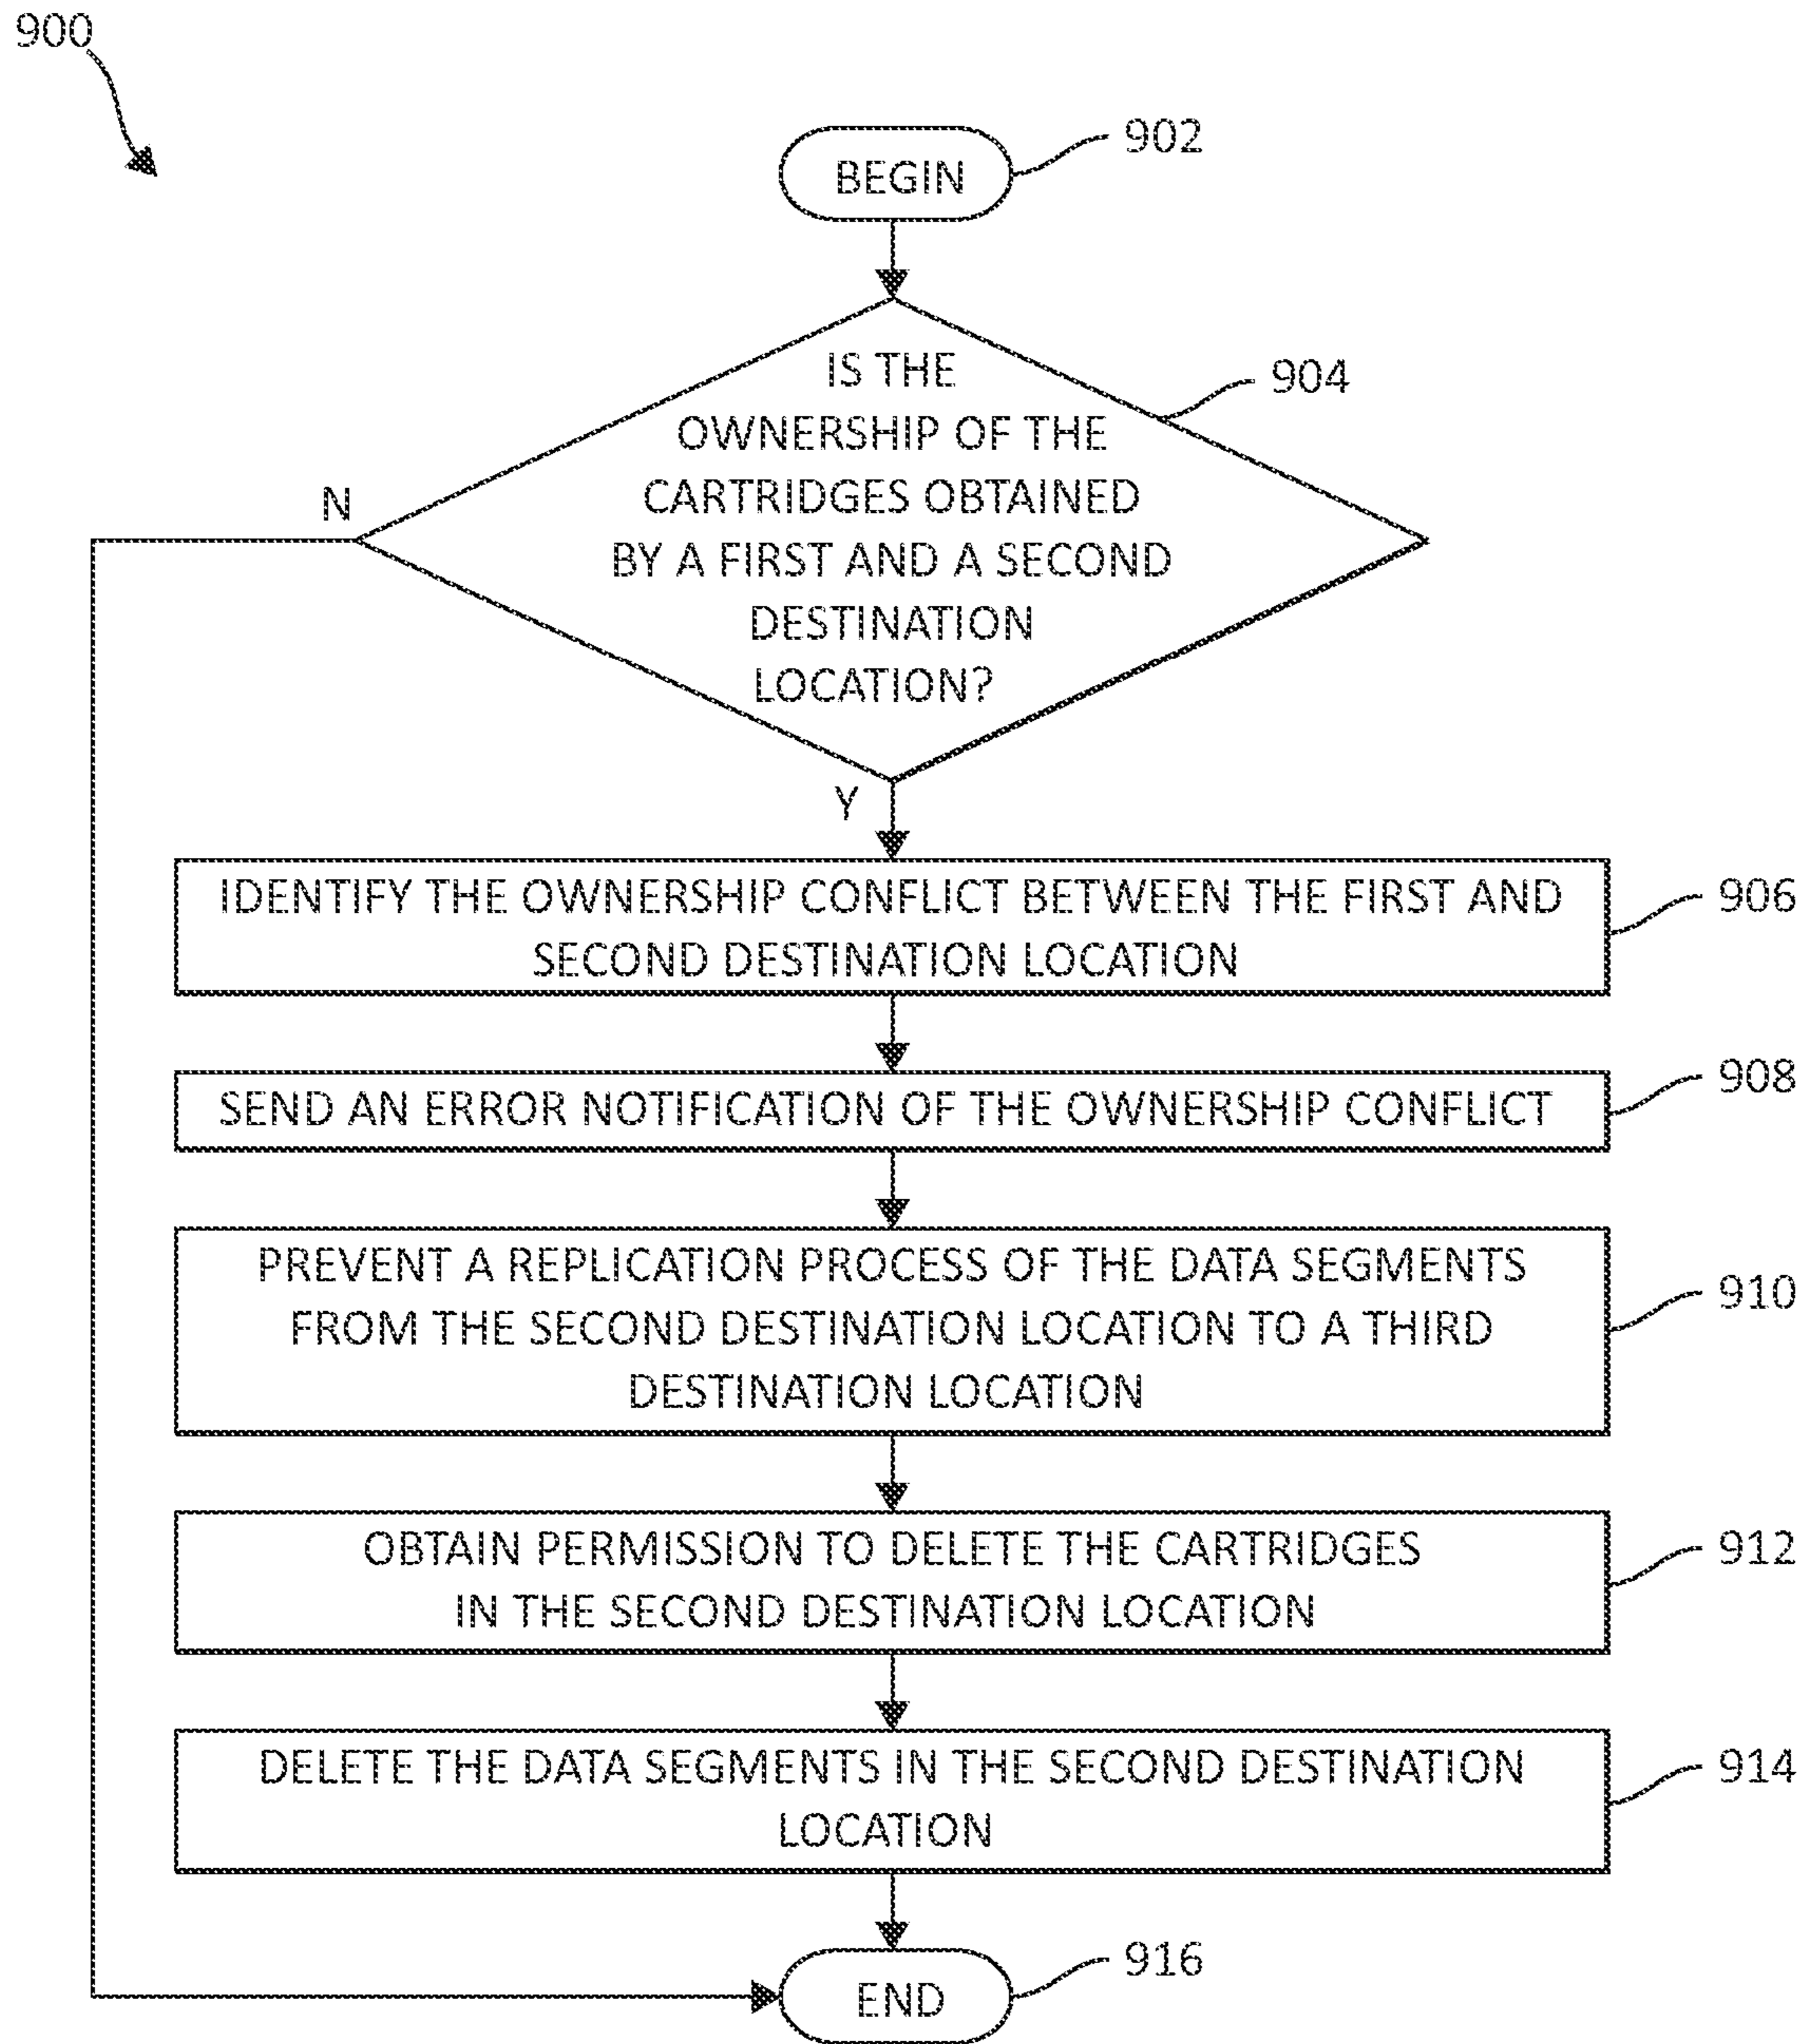 900
BEGIN
902
IS THE
OWNERSHIP OF THE
CARTRIDGES OBTAINED
BY A FIRST AND A SECOND
DESTINATION
LOCATION?
904
N
Y
IDENTIFY THE OWNERSHIP CONFLICT BETWEEN THE FIRST AND
SECOND DESTINATION LOCATION
906
SEND AN ERROR NOTIFICATION OF THE OWNERSHIP CONFLICT
908
PREVENT A REPLICATION PROCESS OF THE DATA SEGMENTS
FROM THE SECOND DESTINATION LOCATION TO A THIRD
DESTINATION LOCATION
910
OBTAIN PERMISSION TO DELETE THE CARTRIDGES
IN THE SECOND DESTINATION LOCATION
912
DELETE THE DATA SEGMENTS IN THE SECOND DESTINATION
LOCATION
914
END
916